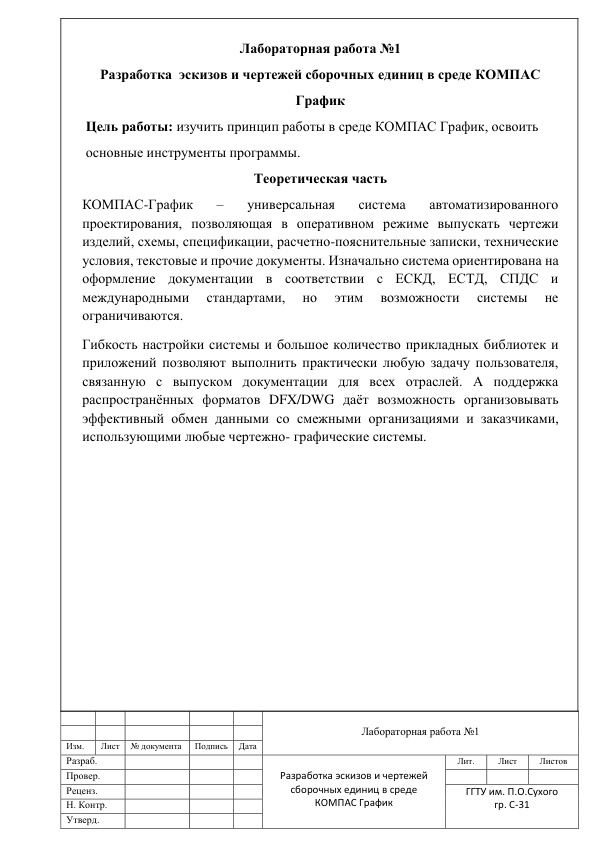 Лабораторная работа №1
Разработка эскизов и чертежей сборочных единиц в среде КОМПАС
График
Цель работы: изучить принцип работы в среде КОМПАС График, освоить
основные инструменты программы.
Теоретическая часть
КОМПАС-График – универсальная система автоматизированного
проектирования, позволяющая в оперативном режиме выпускать чертежи
изделий, схемы, спецификации, расчетно-пояснительные записки, технические
условия, текстовые и прочие документы. Изначально система ориентирована на
оформление документации в соответствии с ЕСКД, ЕСТД, СПДС и
международными стандартами, но этим возможности системы не
ограничиваются.
Гибкость настройки системы и большое количество прикладных библиотек и
приложений позволяют выполнить практически любую задачу пользователя,
связанную с выпуском документации для всех отраслей. А поддержка
распространённых форматов DFX/DWG даёт возможность организовывать
эффективный обмен данными со смежными организациями и заказчиками,
использующими любые чертежно- графические системы.
Лабораторная работа №1
Изм. Лист № документа Подпись Дата
Разраб.
Провер.
Реценз.
Н. Контр.
Утверд.
Разработка эскизов и чертежей
сборочных единиц в среде
КОМПАС График
Лит. Лист Листов
ГГТУ им. П.О.Сухого
гр. С-31